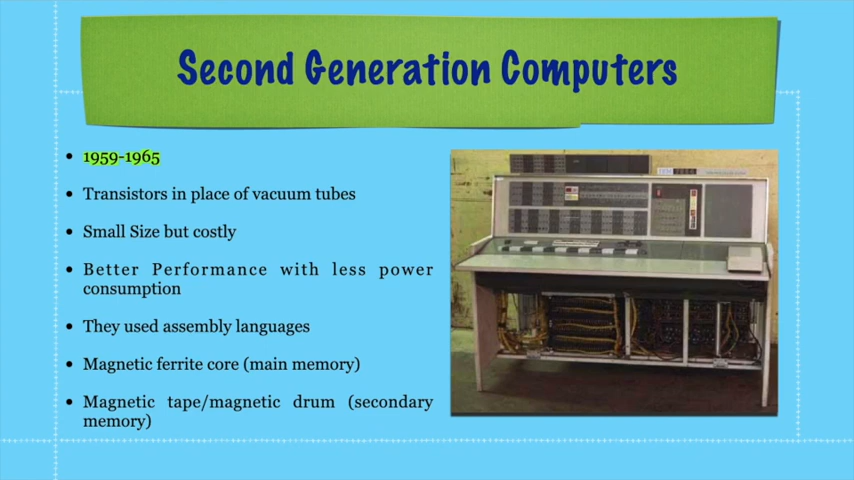 Second Generation Computers
• 1959-1965
• Transistors in place of vacuum tubes
• Small Size but costly
• Better Performance with less power
consumption
• They used assembly languages
• Magnetic ferrite core (main memory)
• Magnetic tape/magnetic drum (secondary
memory)